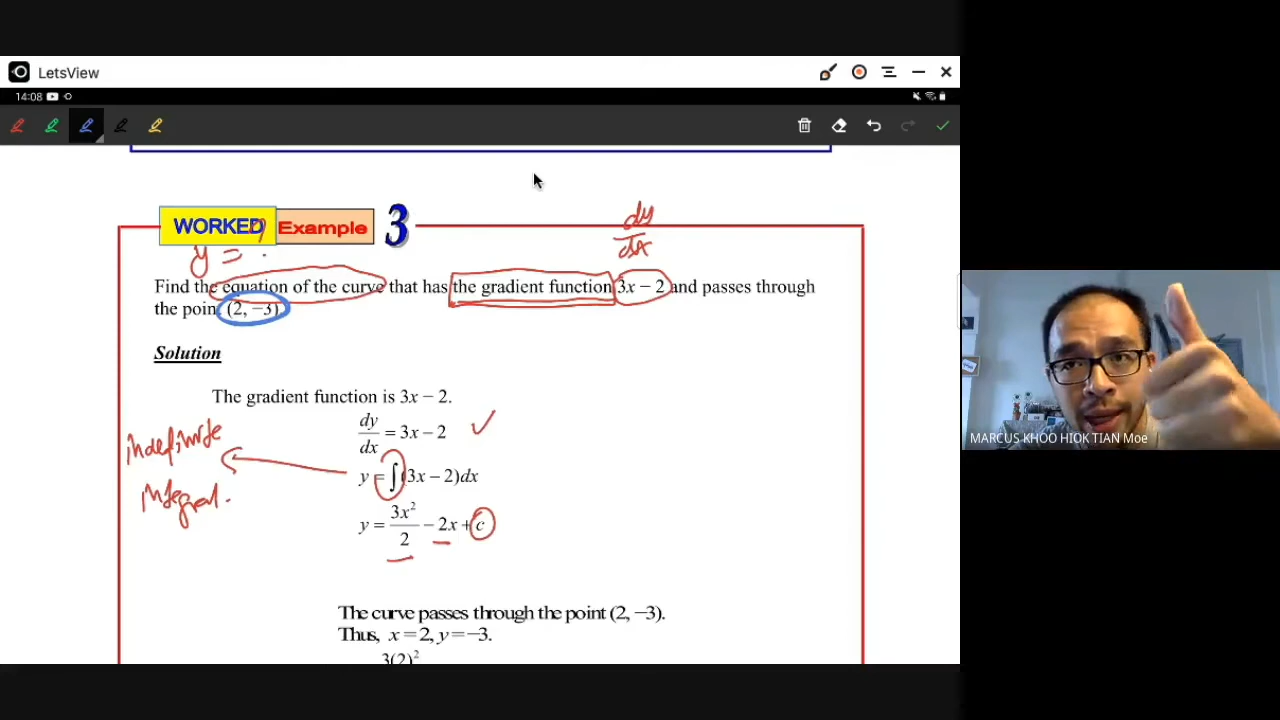 LetsView
14:08
WORKED Example 3
dy
dx
y = ?
Find the equation of the curve that has the gradient function 3x − 2 and passes through
the point (2, −3).
Solution
The gradient function is 3x − 2.
dy/dx = 3x − 2 ✓
indefinite
integral.
y = ∫(3x − 2)dx
y = 3x²/2 − 2x + c
The curve passes through the point (2, −3).
Thus, x = 2, y = −3.
3(2)²
MARCUS KHOO HIOK TIAN Moe